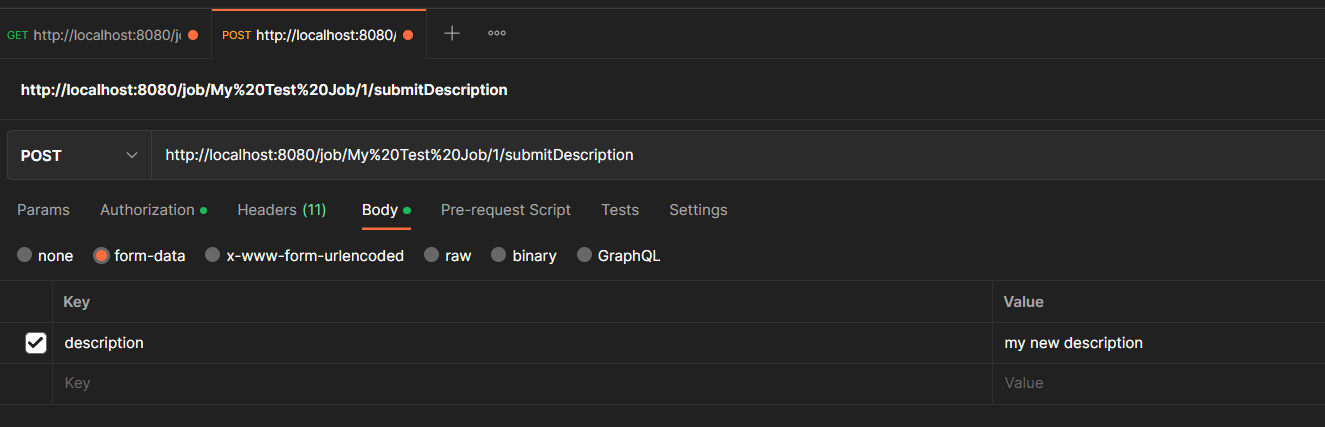 GET http://localhost:8080/jo POST http://localhost:8080/
http://localhost:8080/job/My%20Test%20Job/1/submitDescription
POST http://localhost:8080/job/My%20Test%20Job/1/submitDescription
Params Authorization Headers (11) Body Pre-request Script Tests Settings
none form-data x-www-form-urlencoded raw binary GraphQL
Key Value
description my new description
Key Value